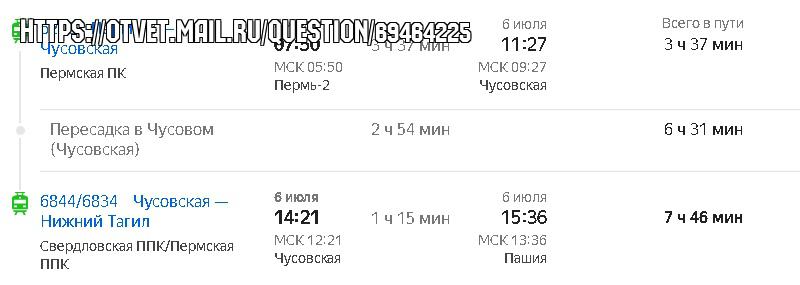 6 июля Всего в пути
HTTPS://OTVET.MAIL.RU/QUESTION/69464225
Чусовская 07:50 3 ч 37 мин 11:27 3 ч 37 мин
Пермская ПК МСК 05:50 МСК 09:27
Пермь-2 Чусовская
Пересадка в Чусовом 2 ч 54 мин 6 ч 31 мин
(Чусовская)
6844/6834 Чусовская — 6 июля 6 июля
Нижний Тагил 14:21 1 ч 15 мин 15:36 7 ч 46 мин
Свердловская ППК/Пермская МСК 12:21 МСК 13:36
ППК Чусовская Пашия